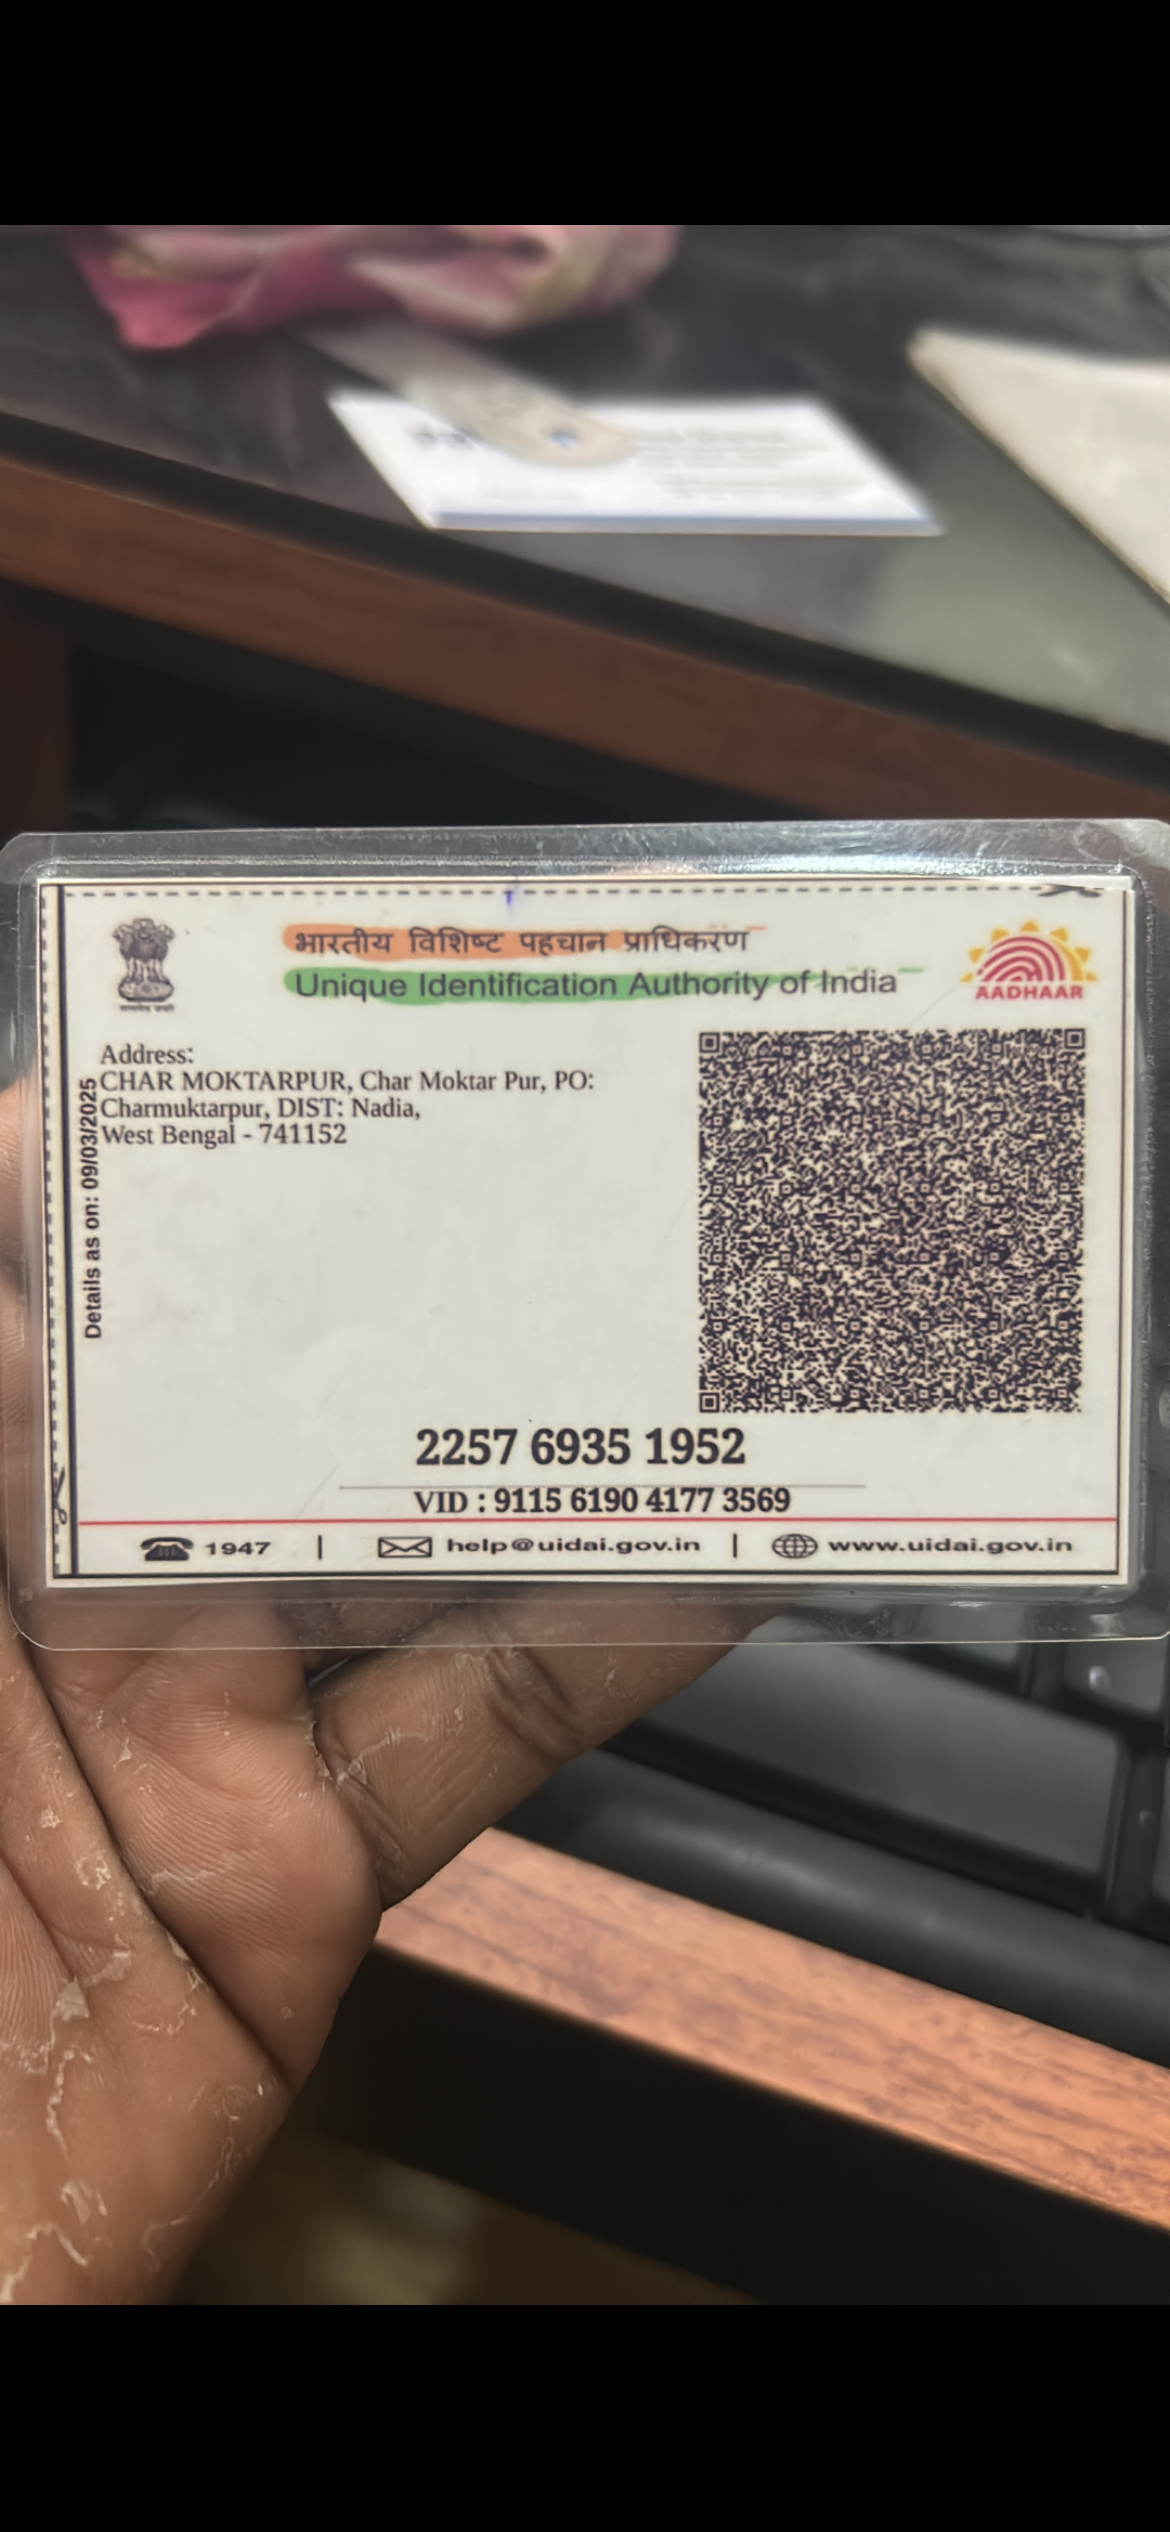 भारतीय विशिष्ट पहचान प्राधिकरण
Unique Identification Authority of India
AADHAAR
Address:
CHAR MOKTARPUR, Char Moktar Pur, PO:
Charmuktarpur, DIST: Nadia,
West Bengal - 741152
Details as on: 09/03/2025
2257 6935 1952
VID : 9115 6190 4177 3569
1947 | help@uidai.gov.in | www.uidai.gov.in